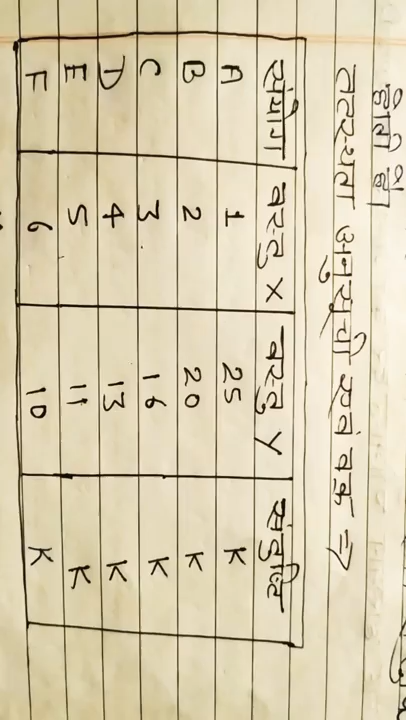 होती है।
तटस्थता अनुसूची एवं वक्र ⇒
संयोग वस्तु X वस्तु Y संतुष्टि
A 1 25 K
B 2 20 K
C 3 16 K
D 4 13 K
E 5 11 K
F 6 10 K